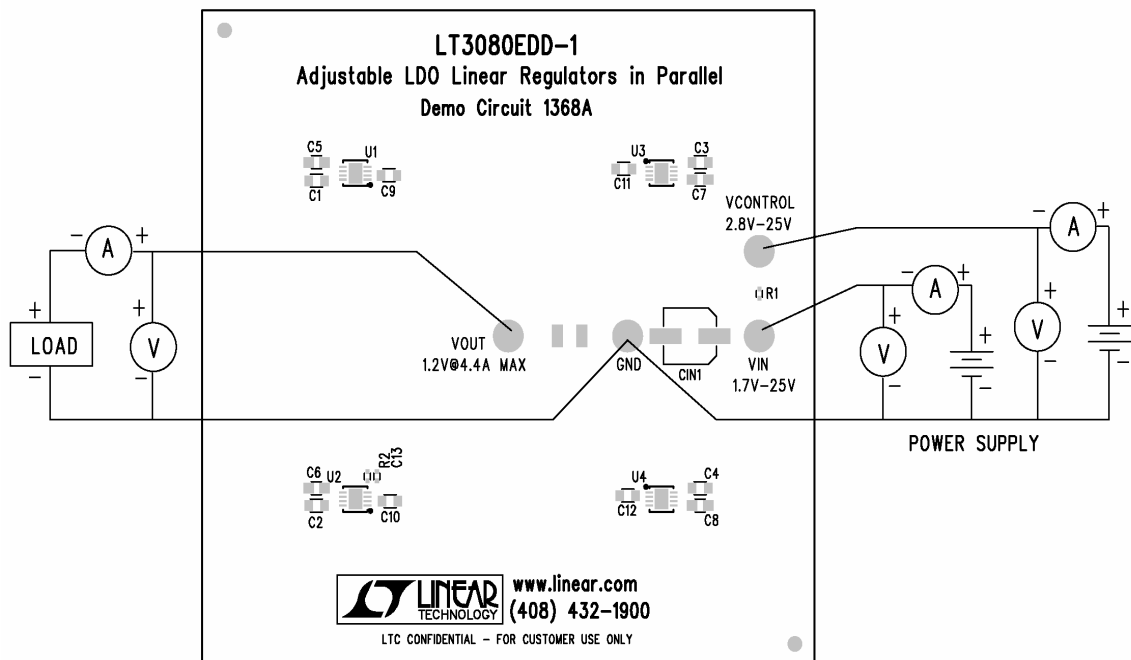 LT3080EDD-1
Adjustable LDO Linear Regulators in Parallel
Demo Circuit 1368A
C5
U1
C1
C9
U3
C3
C11
C7
VCONTROL
2.8V-25V
- A +
- A +
- A +
+
LOAD
-
+
V
-
R1
VOUT
1.2V@4.4A MAX
GND
CIN1
VIN
1.7V-25V
+
V
-
+
-
+
V
-
+
-
POWER SUPPLY
C6
U2
R2
C13
C2
C10
U4
C4
C12
C8
LT LINEAR
TECHNOLOGY
www.linear.com
(408) 432-1900
LTC CONFIDENTIAL - FOR CUSTOMER USE ONLY